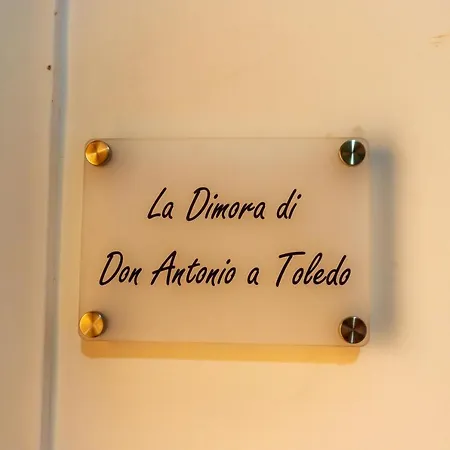 La Dimora di
Don Antonio a Toledo